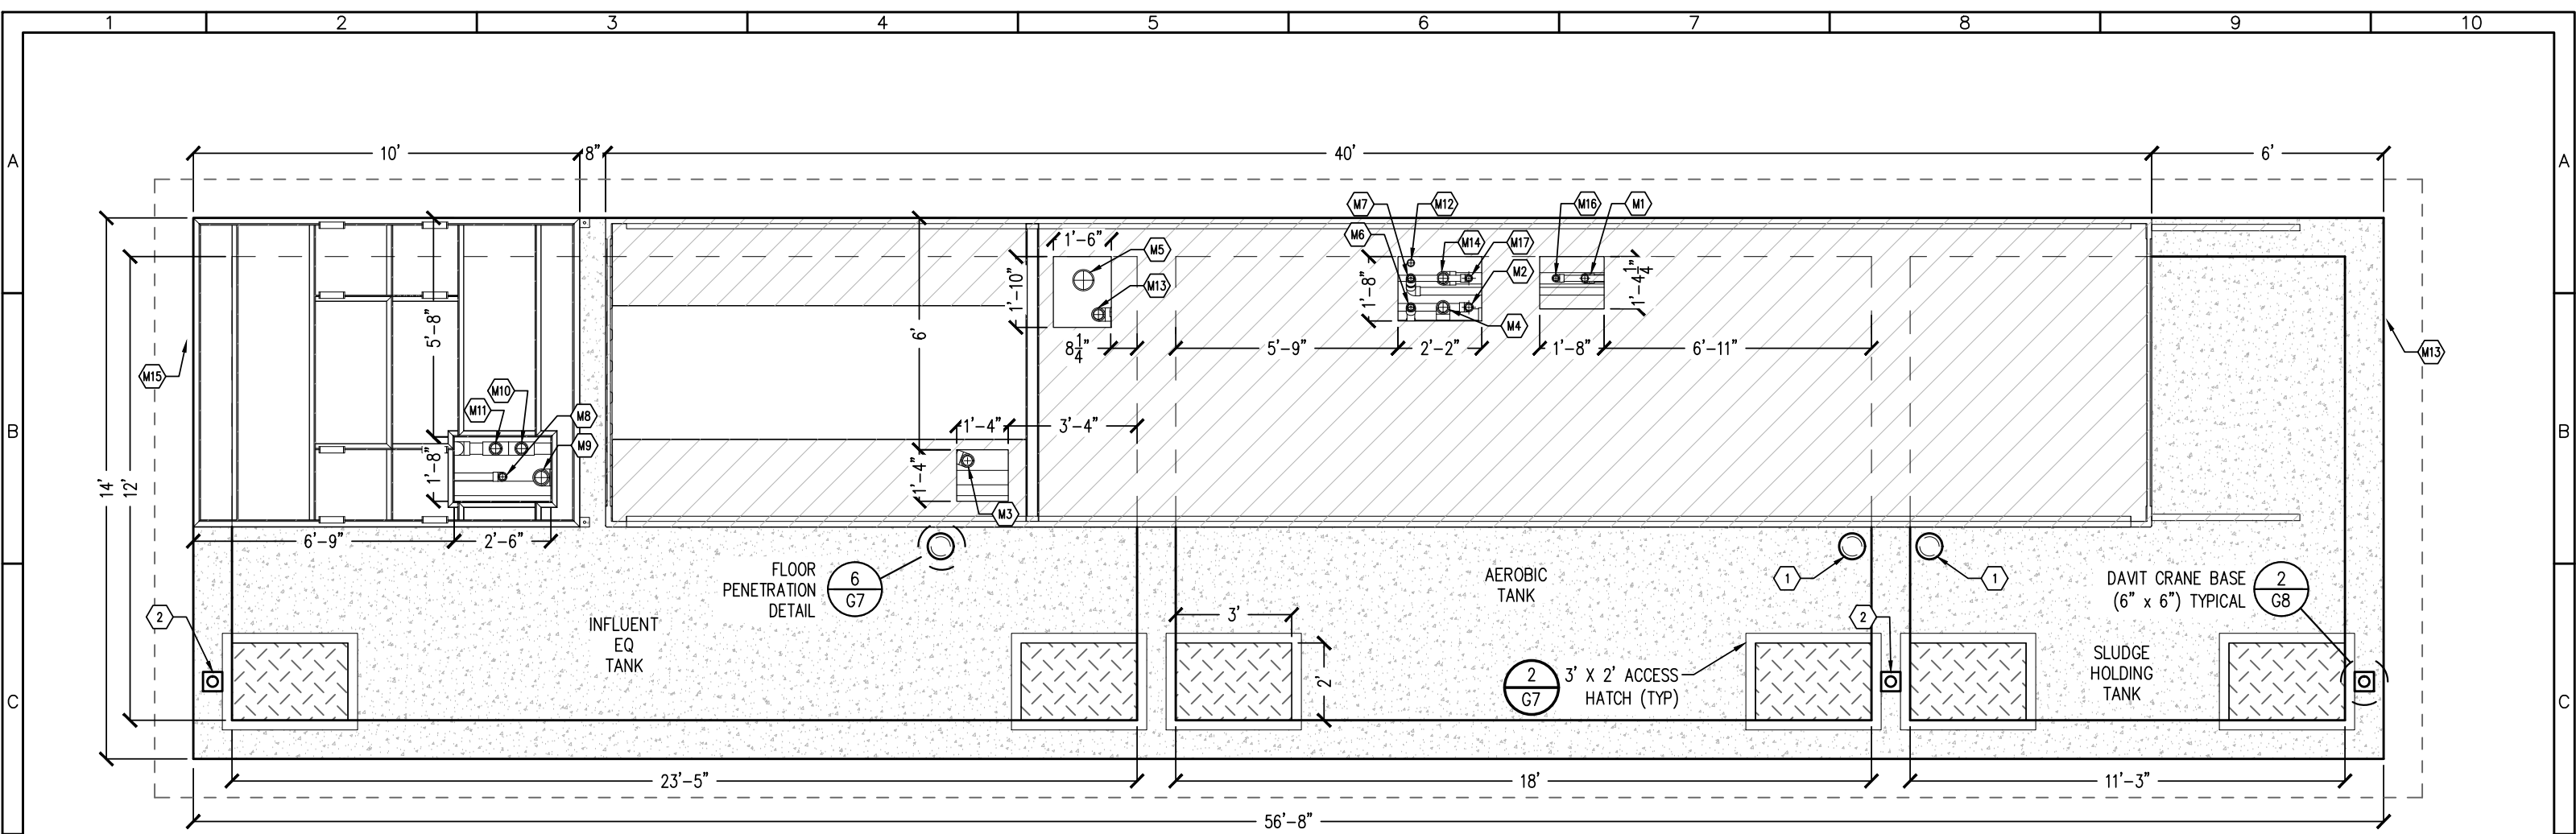 1 2 3 4 5 6 7 8 9 10
A A
10' 8" 40' 6'
M7 M12 M16 M1
M6 M14 M17
1'-6" M5 M2
1'-10" 1'-8" 1'-4 1/4"
M13 M4
5'-8" 6' 8 1/4" 5'-9" 2'-2" 1'-8" 6'-11"
M15 M13
M10
M11 M8
B B
1'-4" 3'-4"
M9
1'-8" 1'-4"
14' 12'
M3
6'-9" 2'-6"
FLOOR
PENETRATION
DETAIL
6
G7
AEROBIC
TANK
1 1
DAVIT CRANE BASE
(6" x 6") TYPICAL
2
G8
2 2
3'
INFLUENT
EQ
TANK
2'
2
G7
3' X 2' ACCESS
HATCH (TYP)
SLUDGE
HOLDING
TANK
C C
23'-5" 18' 11'-3"
56'-8"